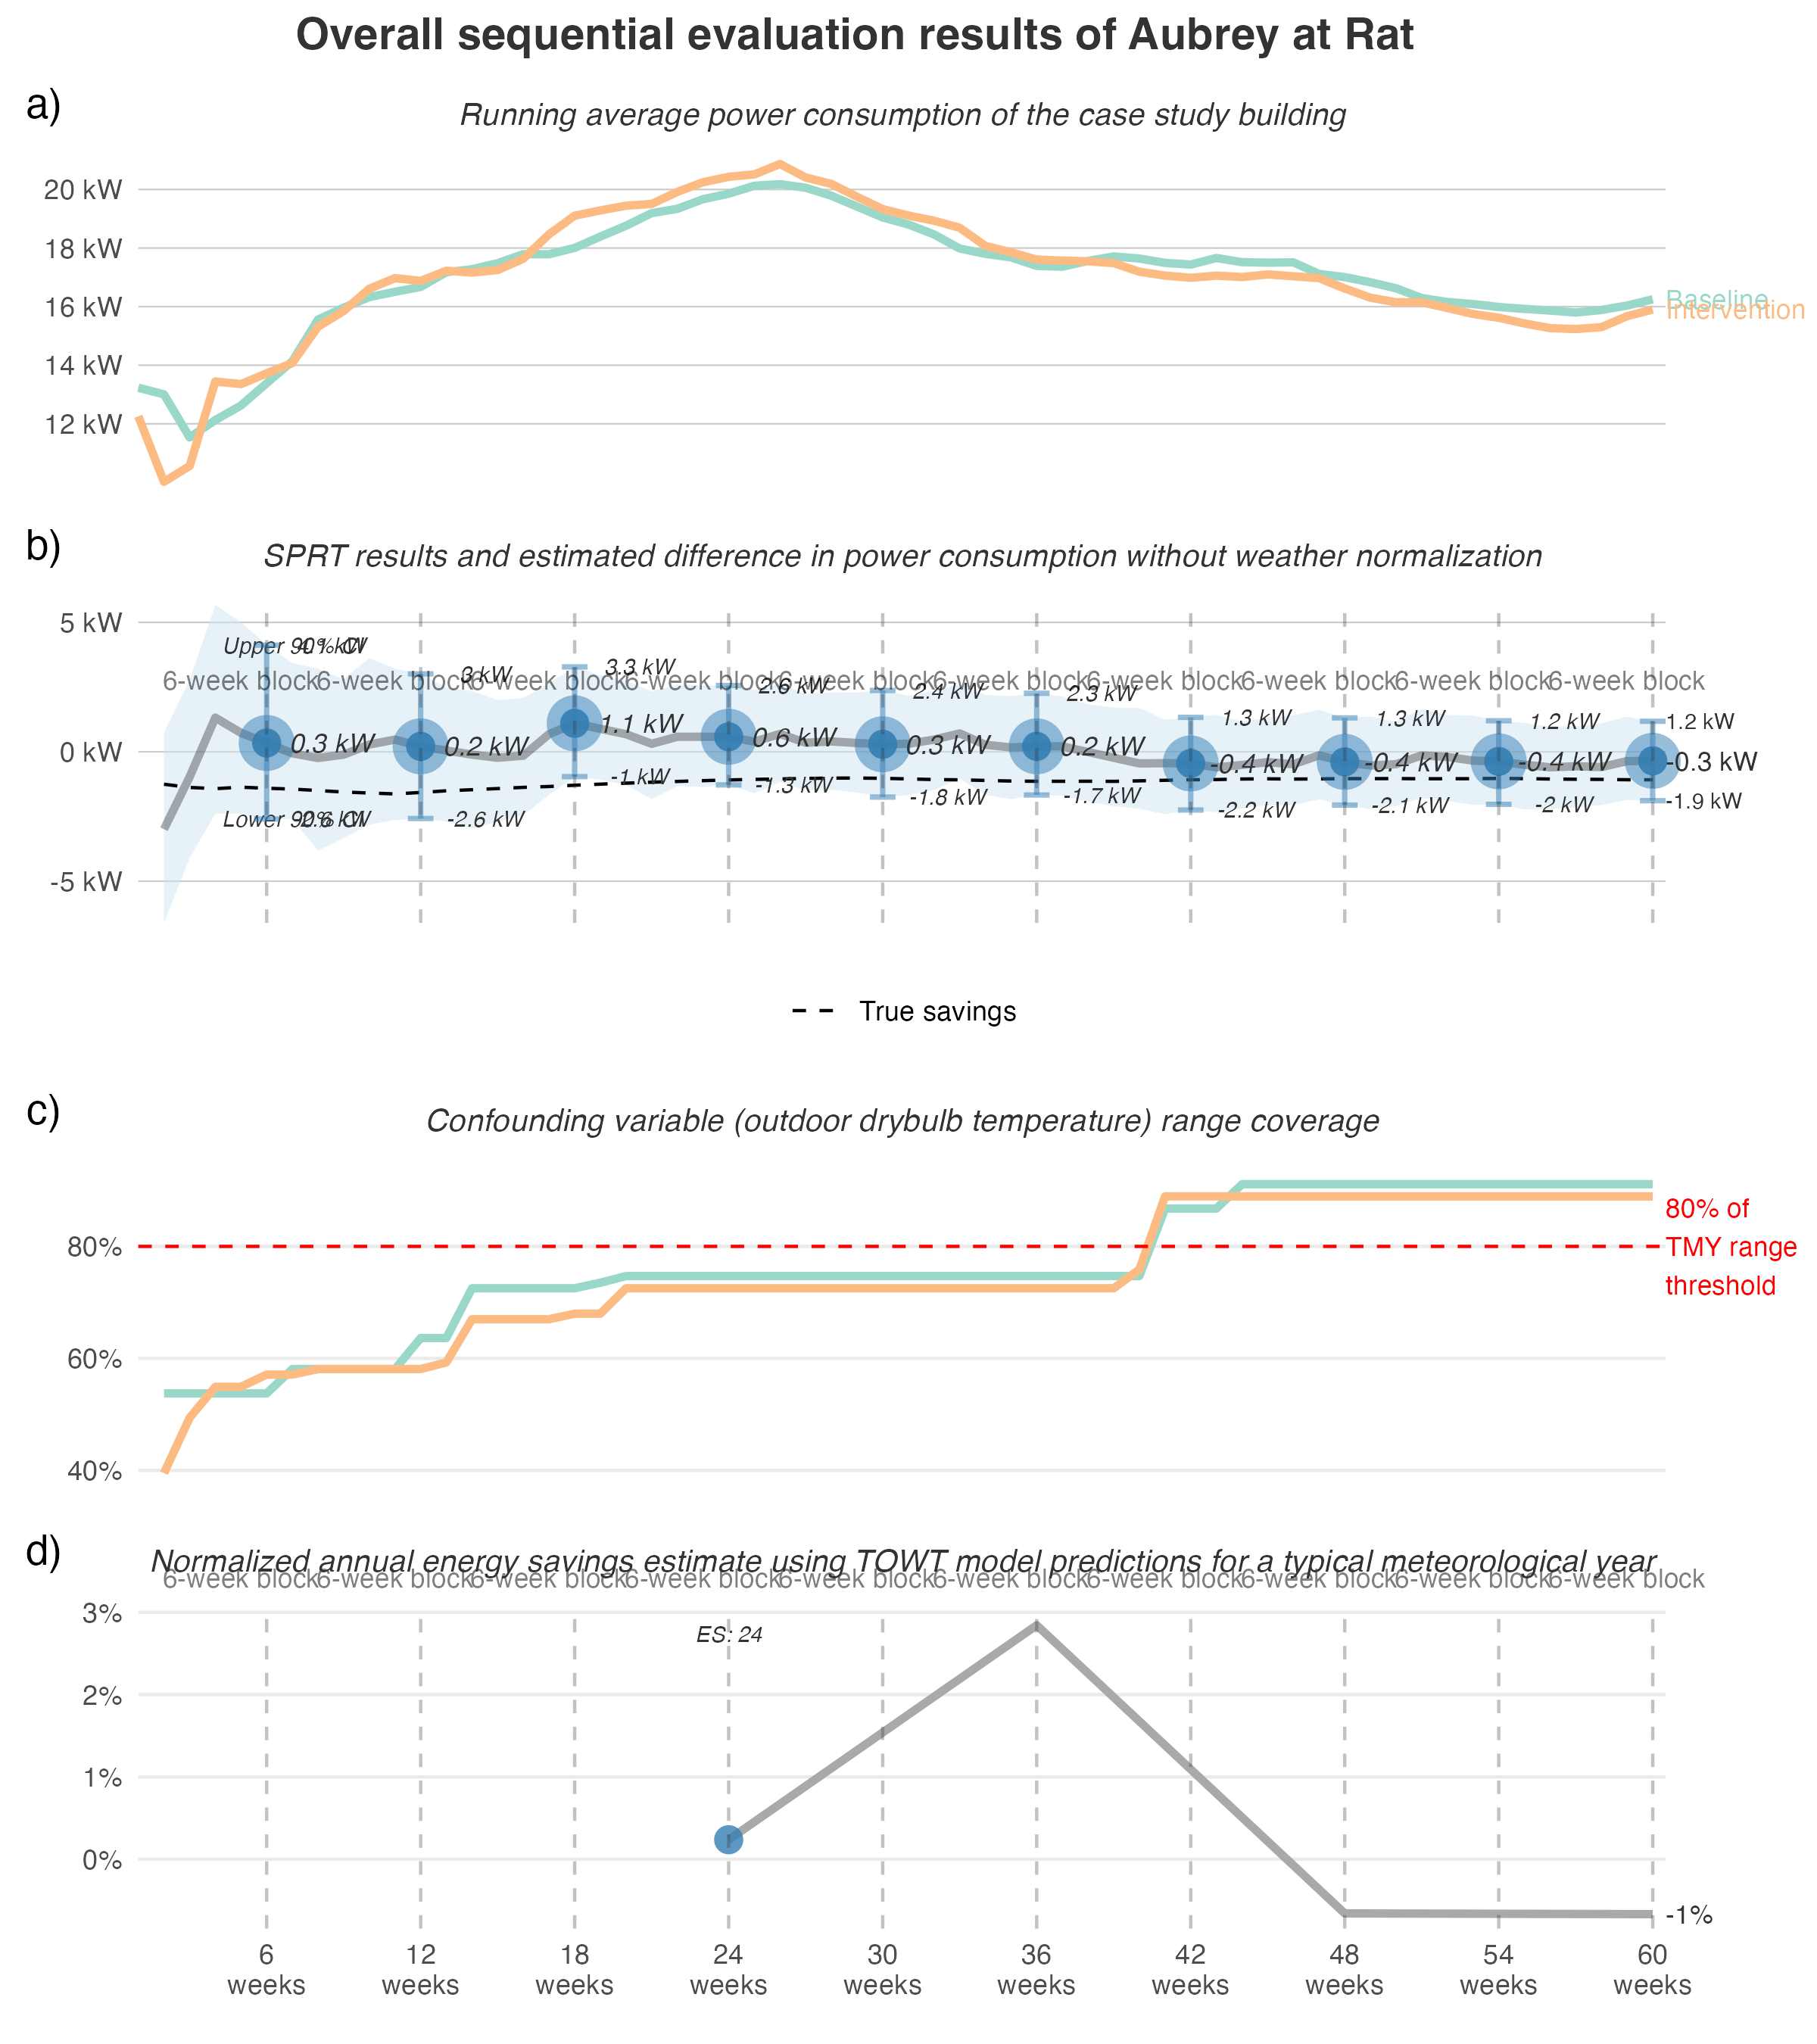 Overall sequential evaluation results of Aubrey at Rat
a)
Running average power consumption of the case study building
20 kW
18 kW
16 kW
14 kW
12 kW
Baseline
Intervention
b)
SPRT results and estimated difference in power consumption without weather normalization
5 kW
0 kW
-5 kW
Upper 90% CI
4.1 kW
3 kW
3.3 kW
2.6 kW
2.4 kW
2.3 kW
1.3 kW
1.3 kW
1.2 kW
1.2 kW
6-week block
6-week block
6-week block
6-week block
6-week block
6-week block
6-week block
6-week block
6-week block
6-week block
0.3 kW
0.2 kW
1.1 kW
0.6 kW
0.3 kW
0.2 kW
-0.4 kW
-0.4 kW
-0.4 kW
-0.3 kW
Lower 90% CI
-2.6 kW
-2.6 kW
-1 kW
-1.3 kW
-1.8 kW
-1.7 kW
-2.2 kW
-2.1 kW
-2 kW
-1.9 kW
True savings
c)
Confounding variable (outdoor drybulb temperature) range coverage
80%
60%
40%
80% of
TMY range
threshold
d)
Normalized annual energy savings estimate using TOWT model predictions for a typical meteorological year
6-week block
6-week block
6-week block
6-week block
6-week block
6-week block
6-week block
6-week block
6-week block
6-week block
3%
2%
1%
0%
ES: 24
-1%
6
weeks
12
weeks
18
weeks
24
weeks
30
weeks
36
weeks
42
weeks
48
weeks
54
weeks
60
weeks